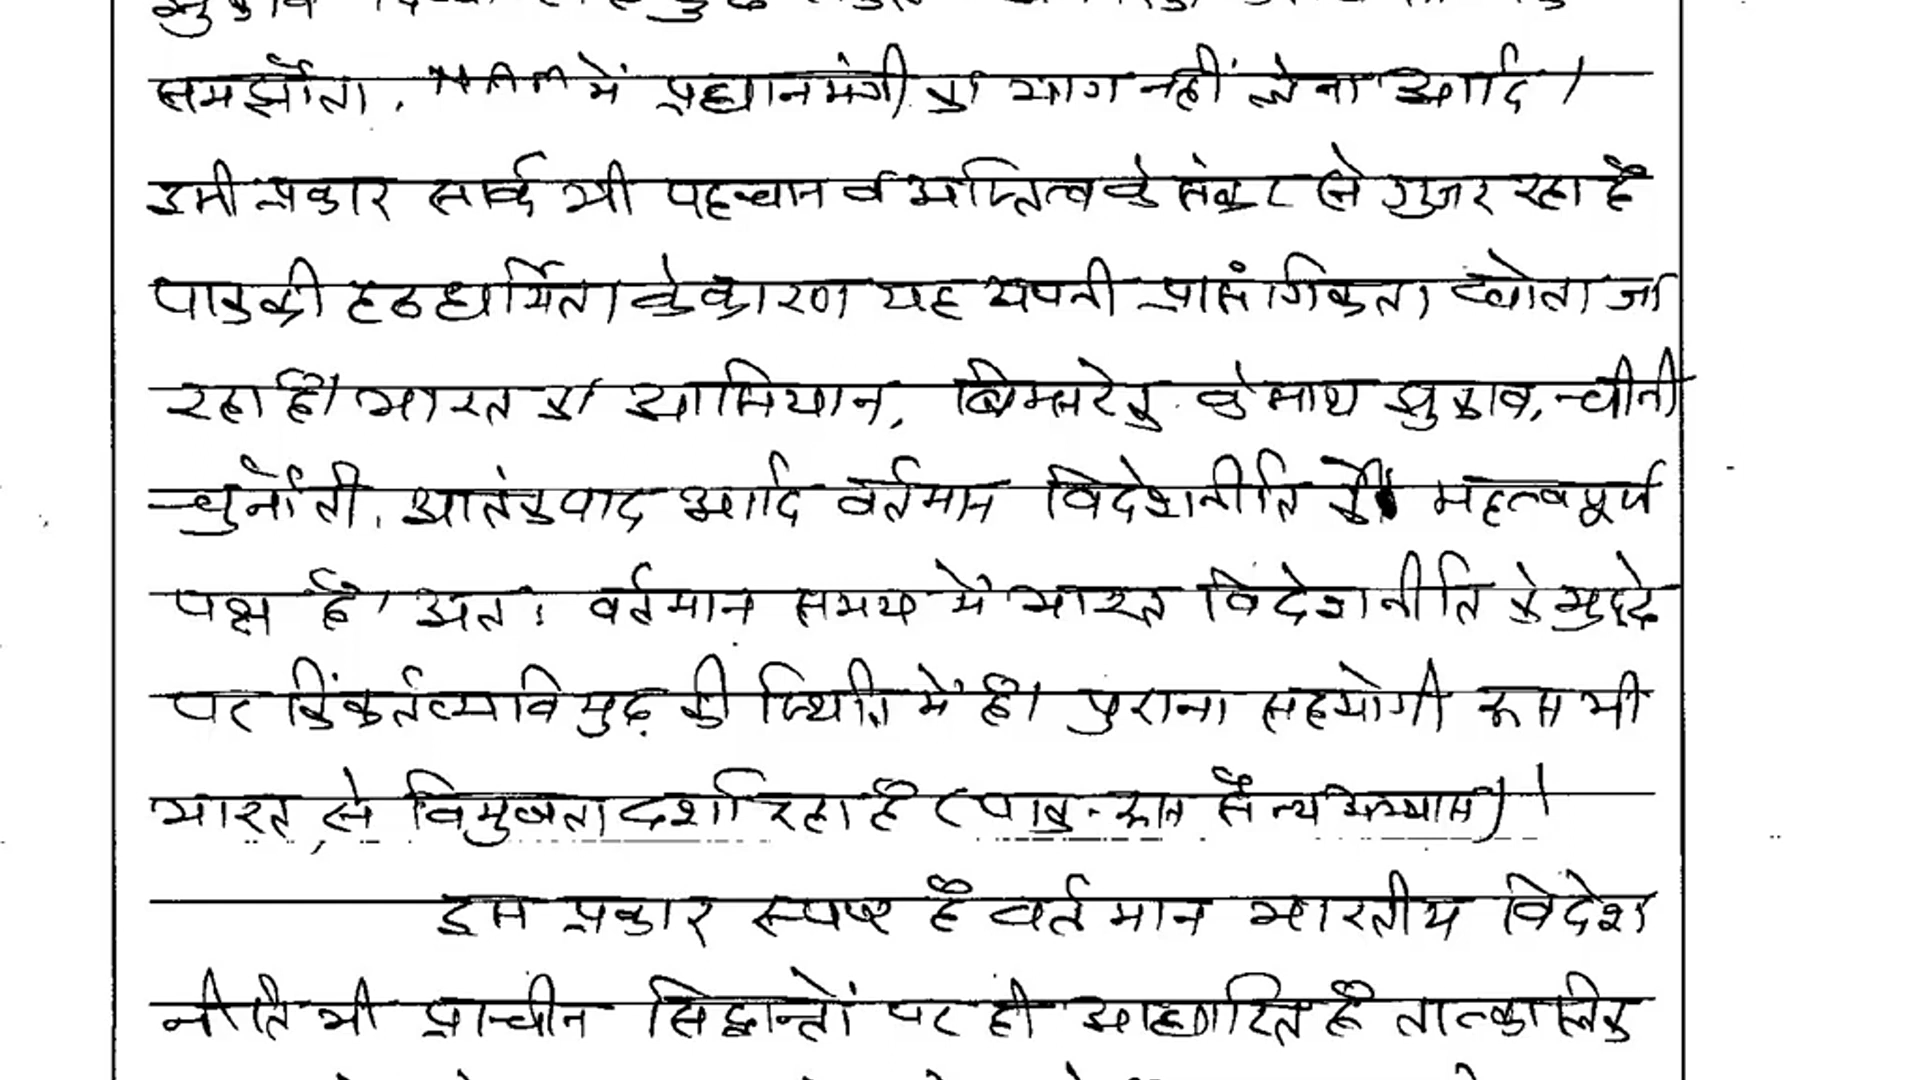 समझौता, में प्रधानमंत्री का भाग नहीं लेना आदि।
इसी प्रकार सार्क भी पहचान व अस्तित्व के संकट से गुजर रहा है
पाक की हठधर्मिता के कारण यह अपनी प्रासंगिकता खोता जा
रहा है। भारत का आसियान, बिम्सटेक के साथ झुकाव, चीनी
चुनौती, आतंकवाद आदि वर्तमान विदेशनीति के महत्वपूर्ण
पक्ष है। अतः वर्तमान समय में भारत विदेशनीति के मुद्दे
पर किंकर्तव्यविमुढ़ की स्थिति में है। पुराना सहयोगी रूस भी
भारत से विमुखता दर्शा रहा है (पाक-रूस सैन्य अभ्यास)।
इस प्रकार स्पष्ट है वर्तमान भारतीय विदेश
नीति भी प्राचीन सिद्धान्तों पर ही आधारित है तात्कालिक